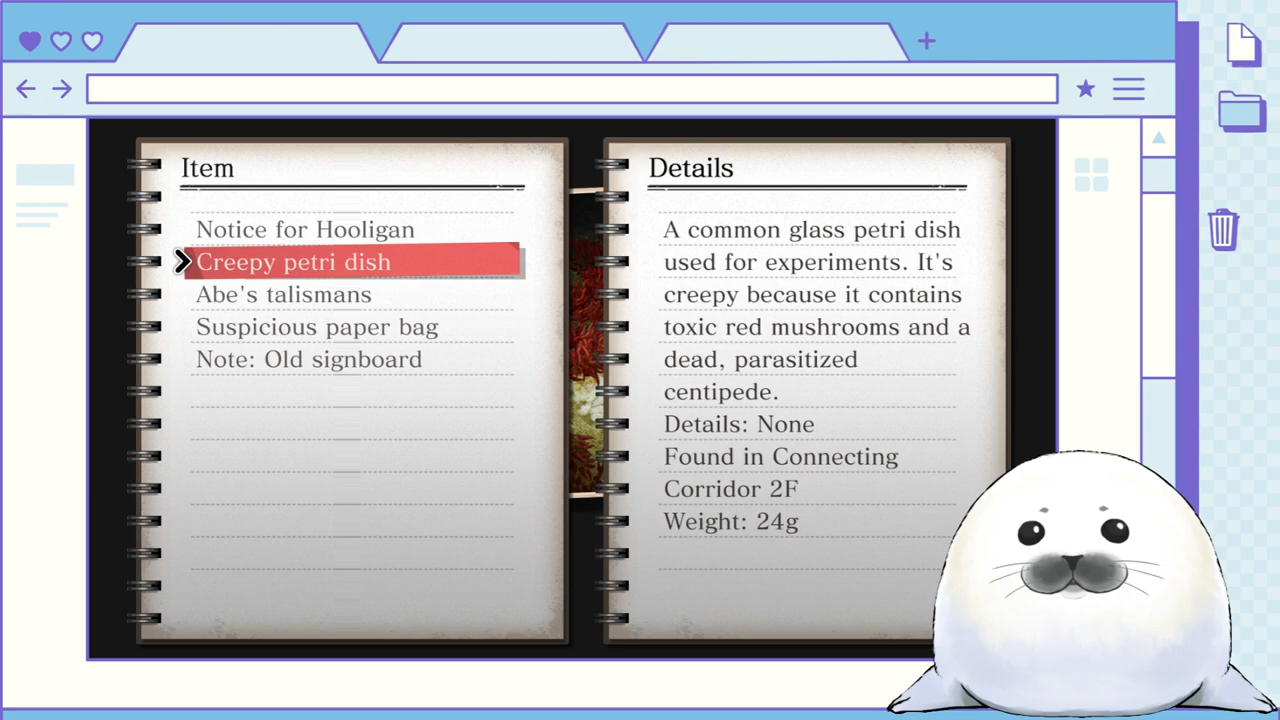 Item
Notice for Hooligan
Creepy petri dish
Abe's talismans
Suspicious paper bag
Note: Old signboard
Details
A common glass petri dish
used for experiments. It's
creepy because it contains
toxic red mushrooms and a
dead, parasitized
centipede.
Details: None
Found in Connecting
Corridor 2F
Weight: 24g